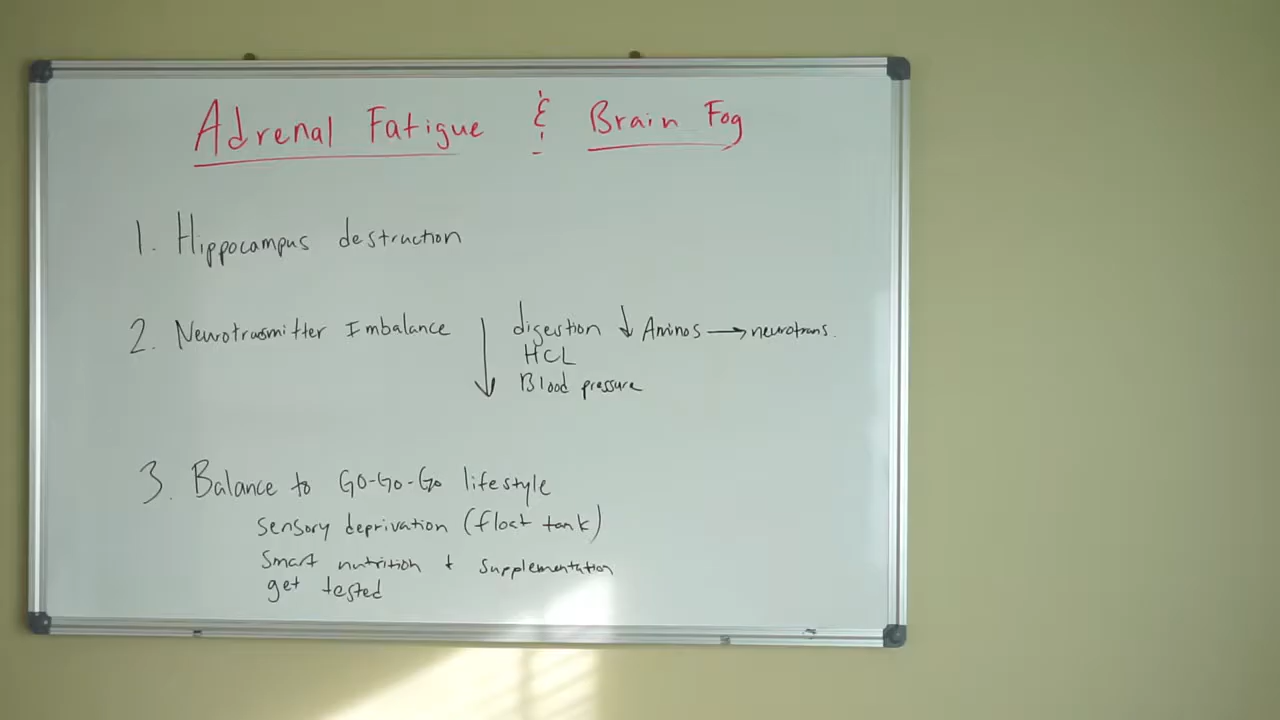 Adrenal Fatigue & Brain Fog
1. Hippocampus destruction
2. Neurotrasmitter Imbalance ↓ digestion ↓ Aminos → neurotrans.
HCL
Blood pressure
3. Balance to GO-GO-GO lifestyle
sensory deprivation (float tank)
smart nutrition + supplementation
get tested